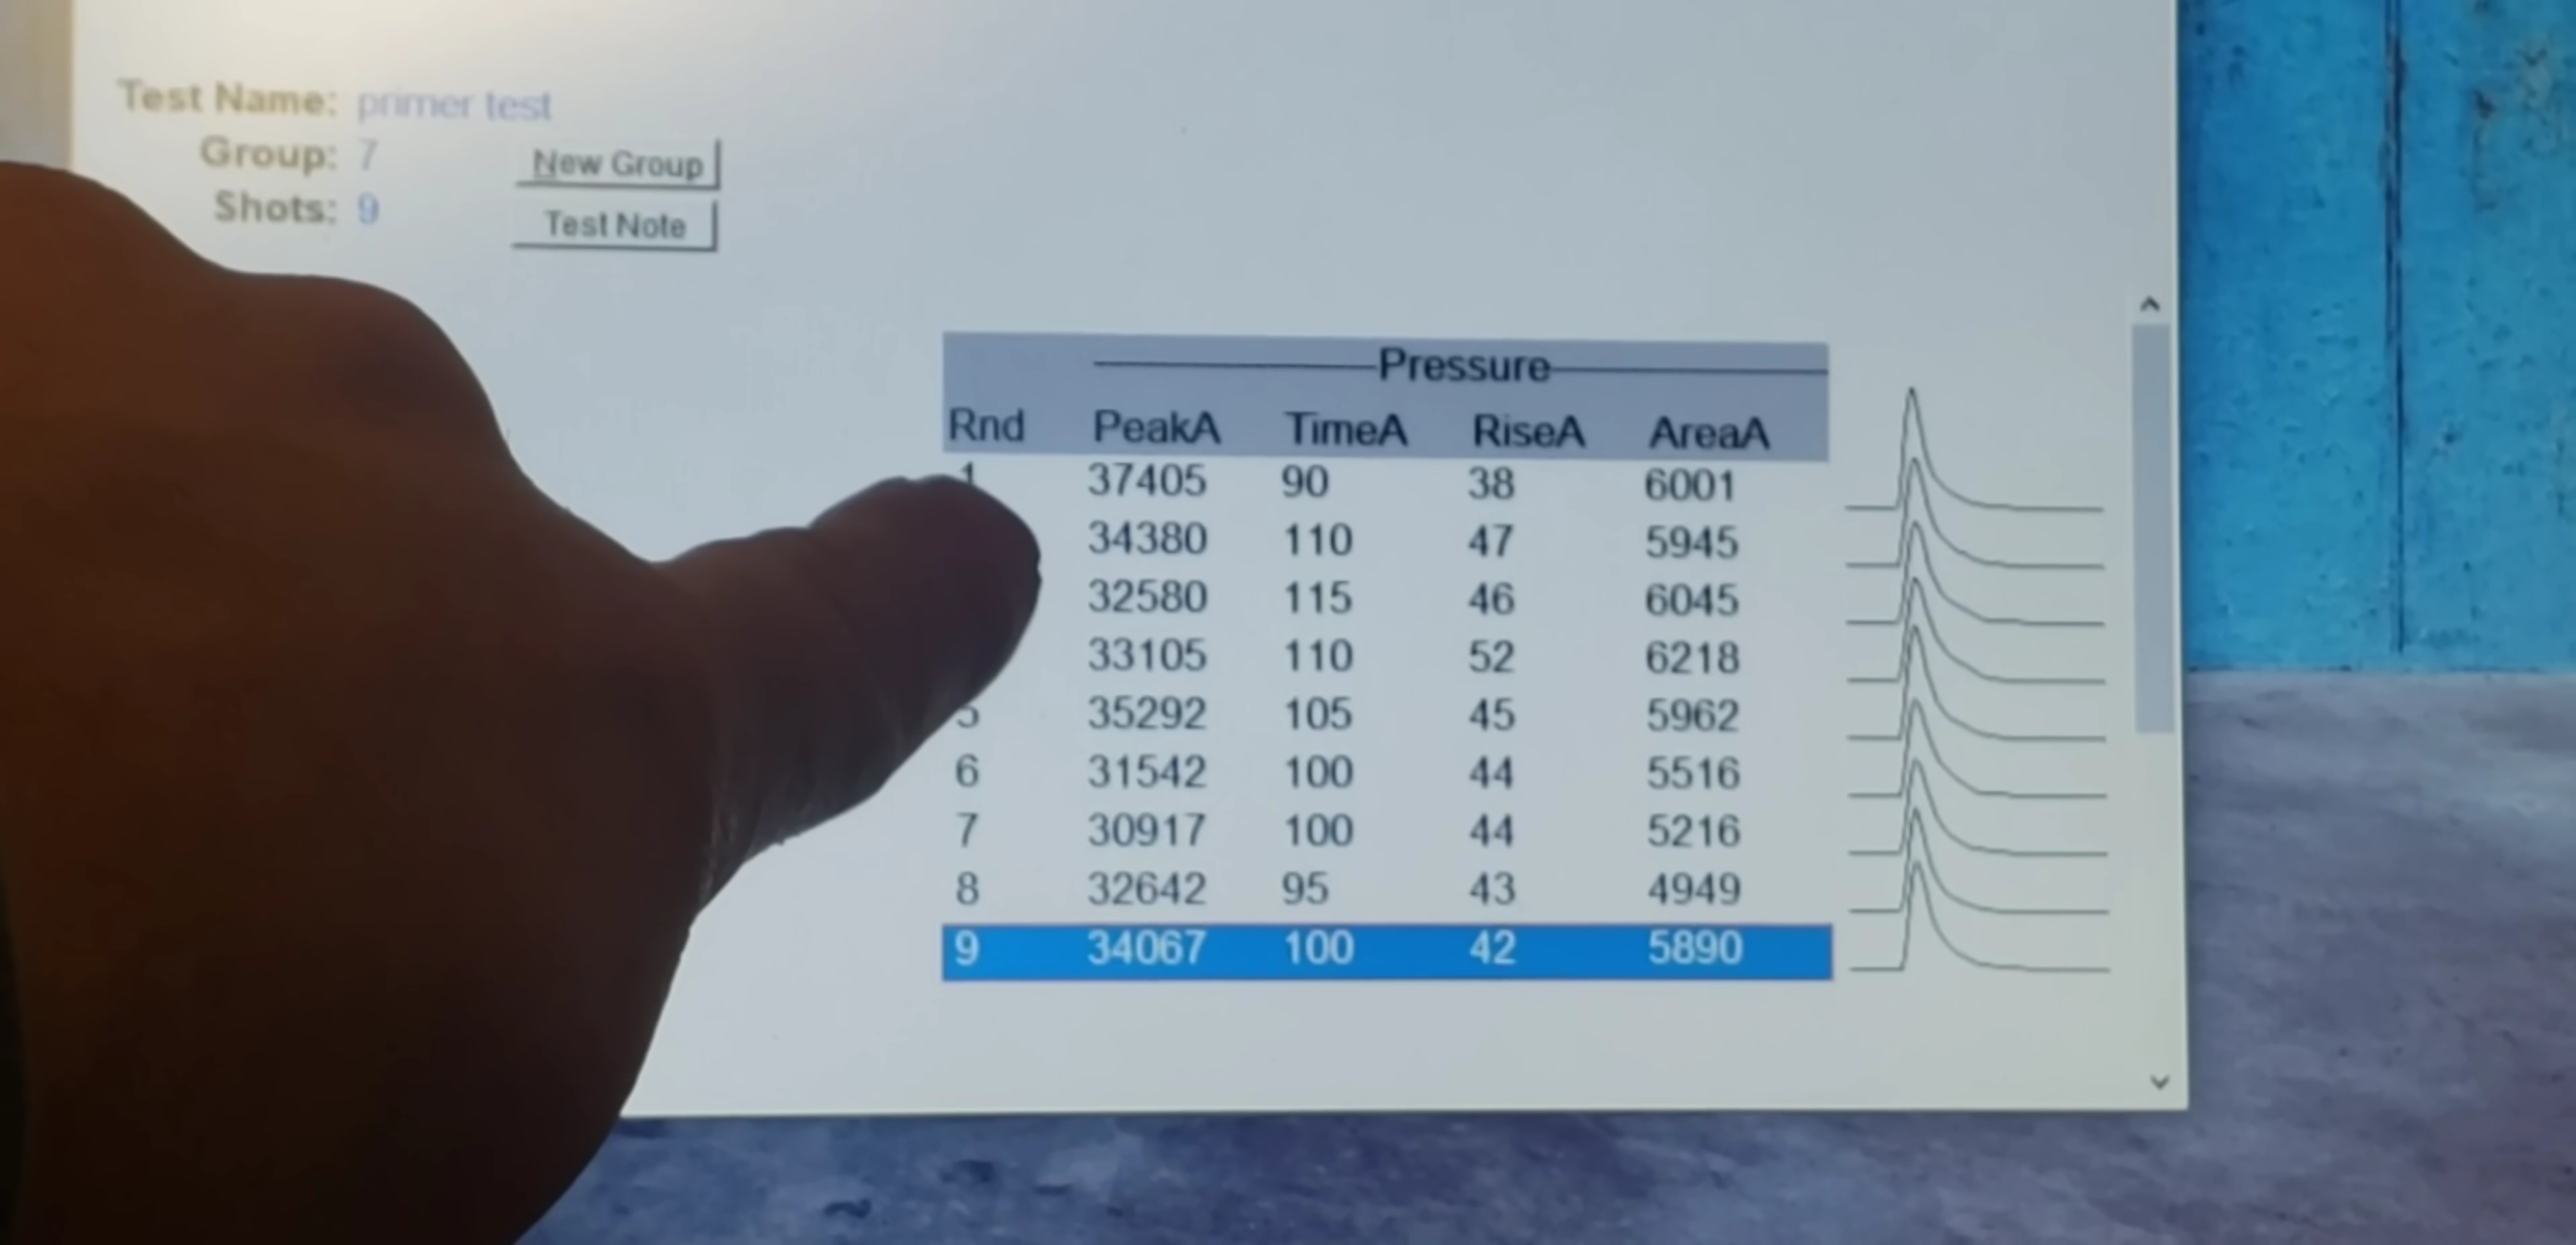 Test Name: primer test
Group: 7
New Group
Shots: 9
Test Note
Pressure
Rnd PeakA TimeA RiseA AreaA
1 37405 90 38 6001
34380 110 47 5945
32580 115 46 6045
33105 110 52 6218
5 35292 105 45 5962
6 31542 100 44 5516
7 30917 100 44 5216
8 32642 95 43 4949
9 34067 100 42 5890